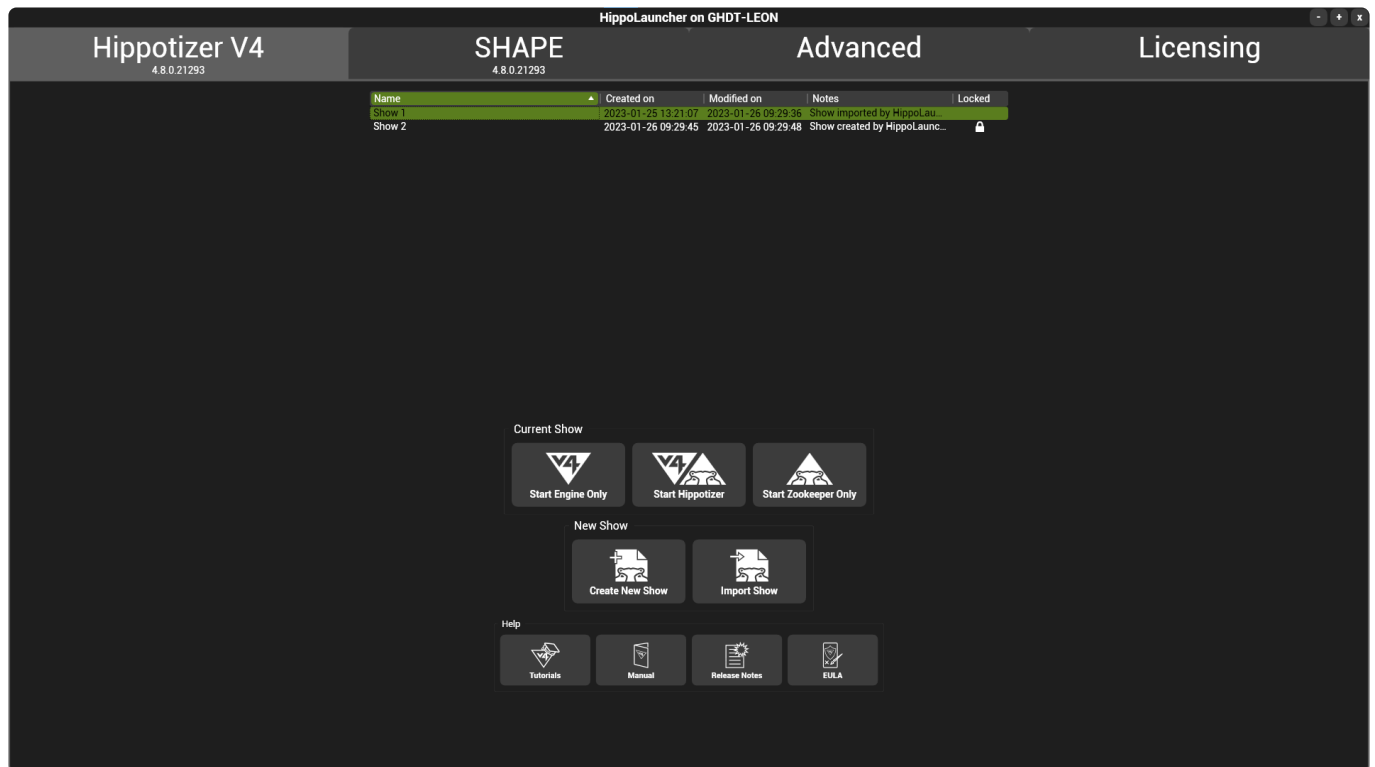 HippoLauncher on GHDT-LEON
- + x
Hippotizer V4 SHAPE Advanced Licensing
4.8.0.21293 4.8.0.21293
Name Created on Modified on Notes Locked
Show 1 2023-01-25 13:21:07 2023-01-26 09:29:36 Show imported by HippoLau...
Show 2 2023-01-26 09:29:45 2023-01-26 09:29:48 Show created by HippoLaunc...
Current Show
V4 V4
Start Engine Only Start Hippotizer Start Zookeeper Only
New Show
Create New Show Import Show
Help
V4
Tutorials Manual Release Notes EULA